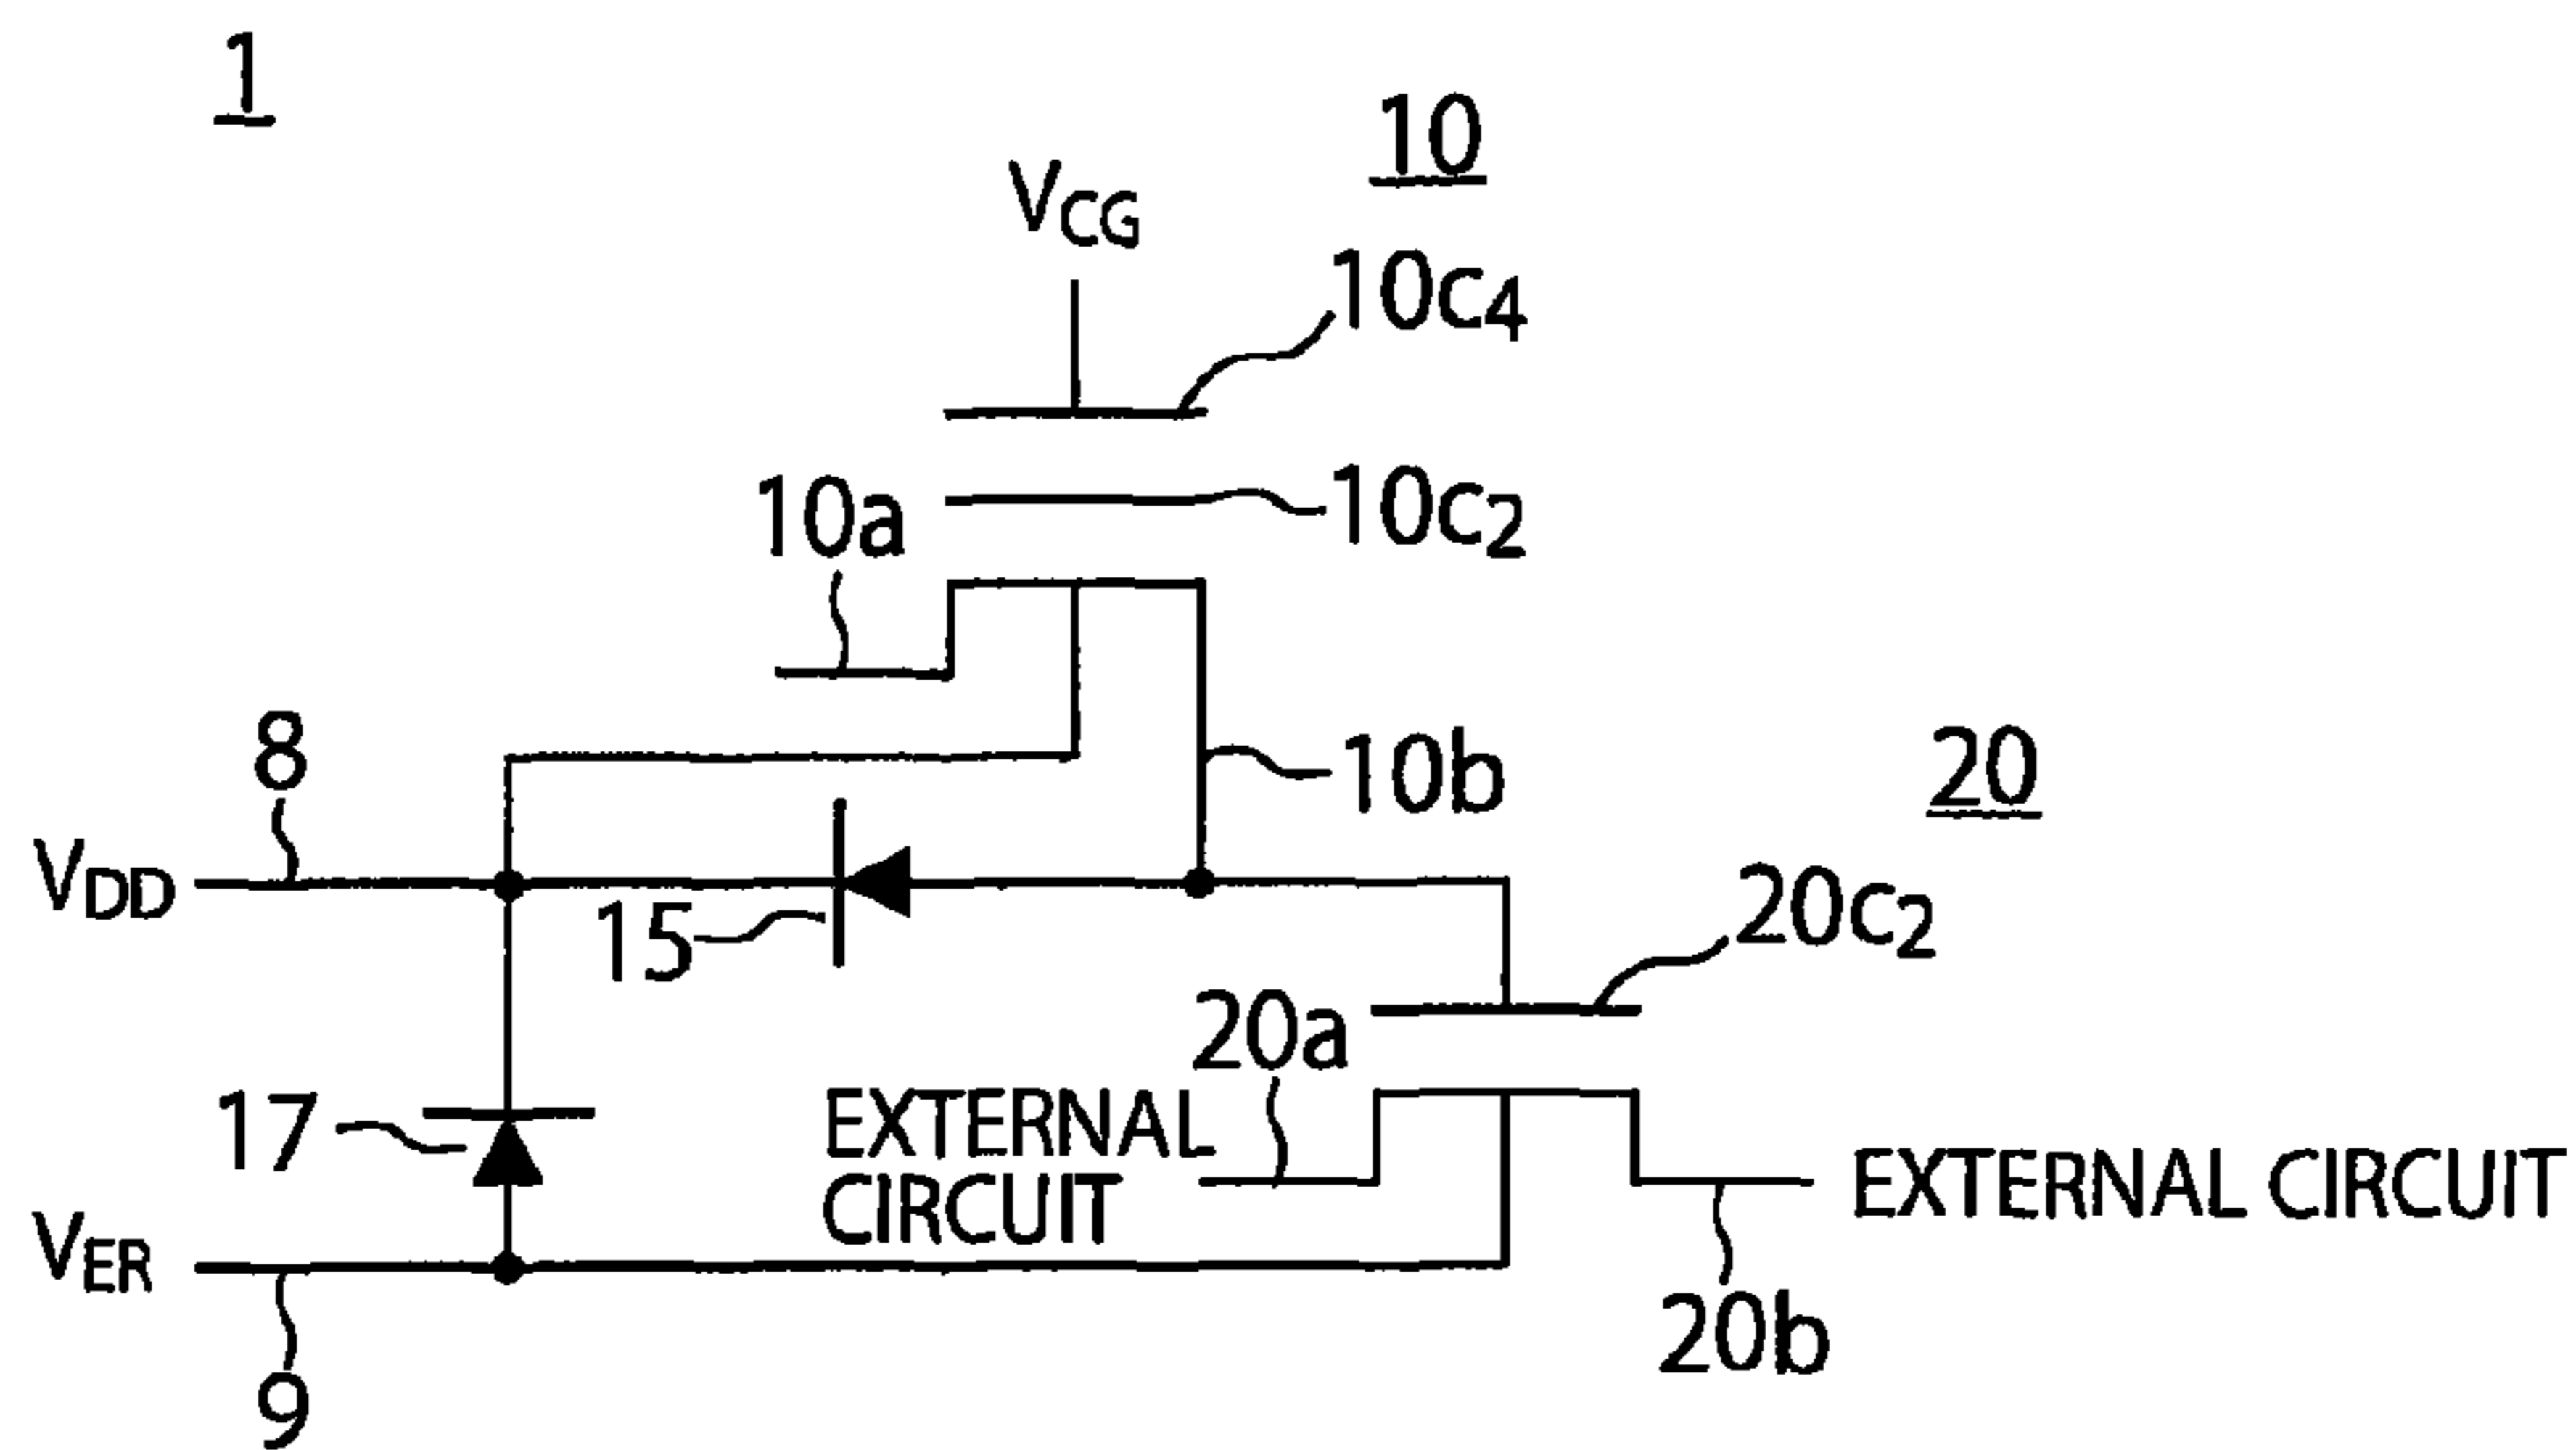 1
10
VCG
10c4
10c2
10a
10b
8
VDD
15
20
20c2
20a
17
EXTERNAL
CIRCUIT
EXTERNAL CIRCUIT
VER
20b
9